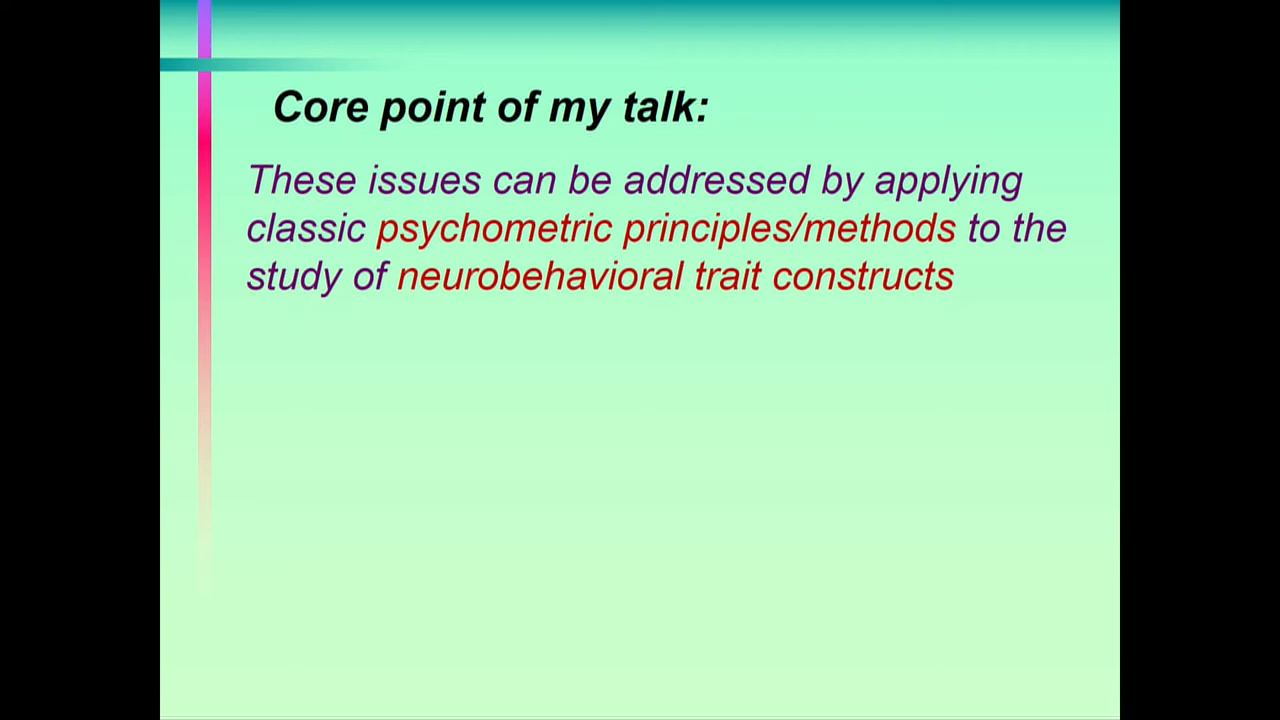 Core point of my talk:
These issues can be addressed by applying
classic psychometric principles/methods to the
study of neurobehavioral trait constructs